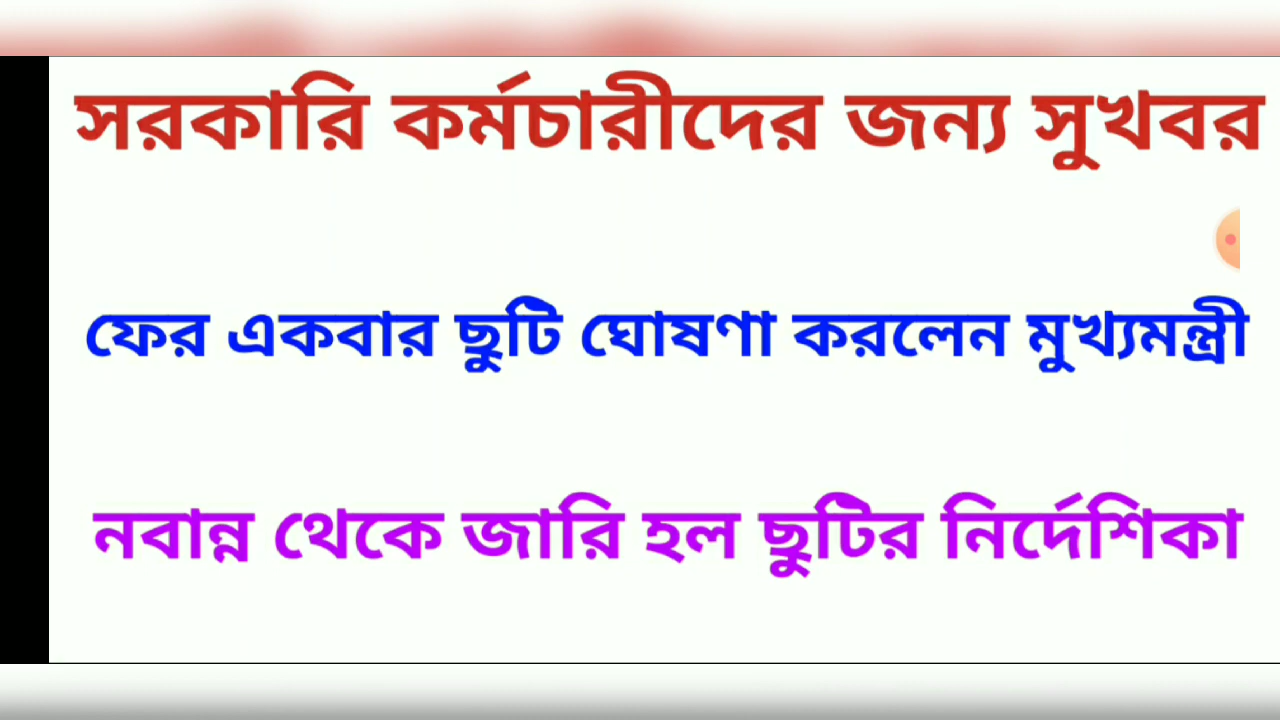 সরকারি কর্মচারীদের জন্য সুখবর
ফের একবার ছুটি ঘোষণা করলেন মুখ্যমন্ত্রী
নবান্ন থেকে জারি হল ছুটির নির্দেশিকা